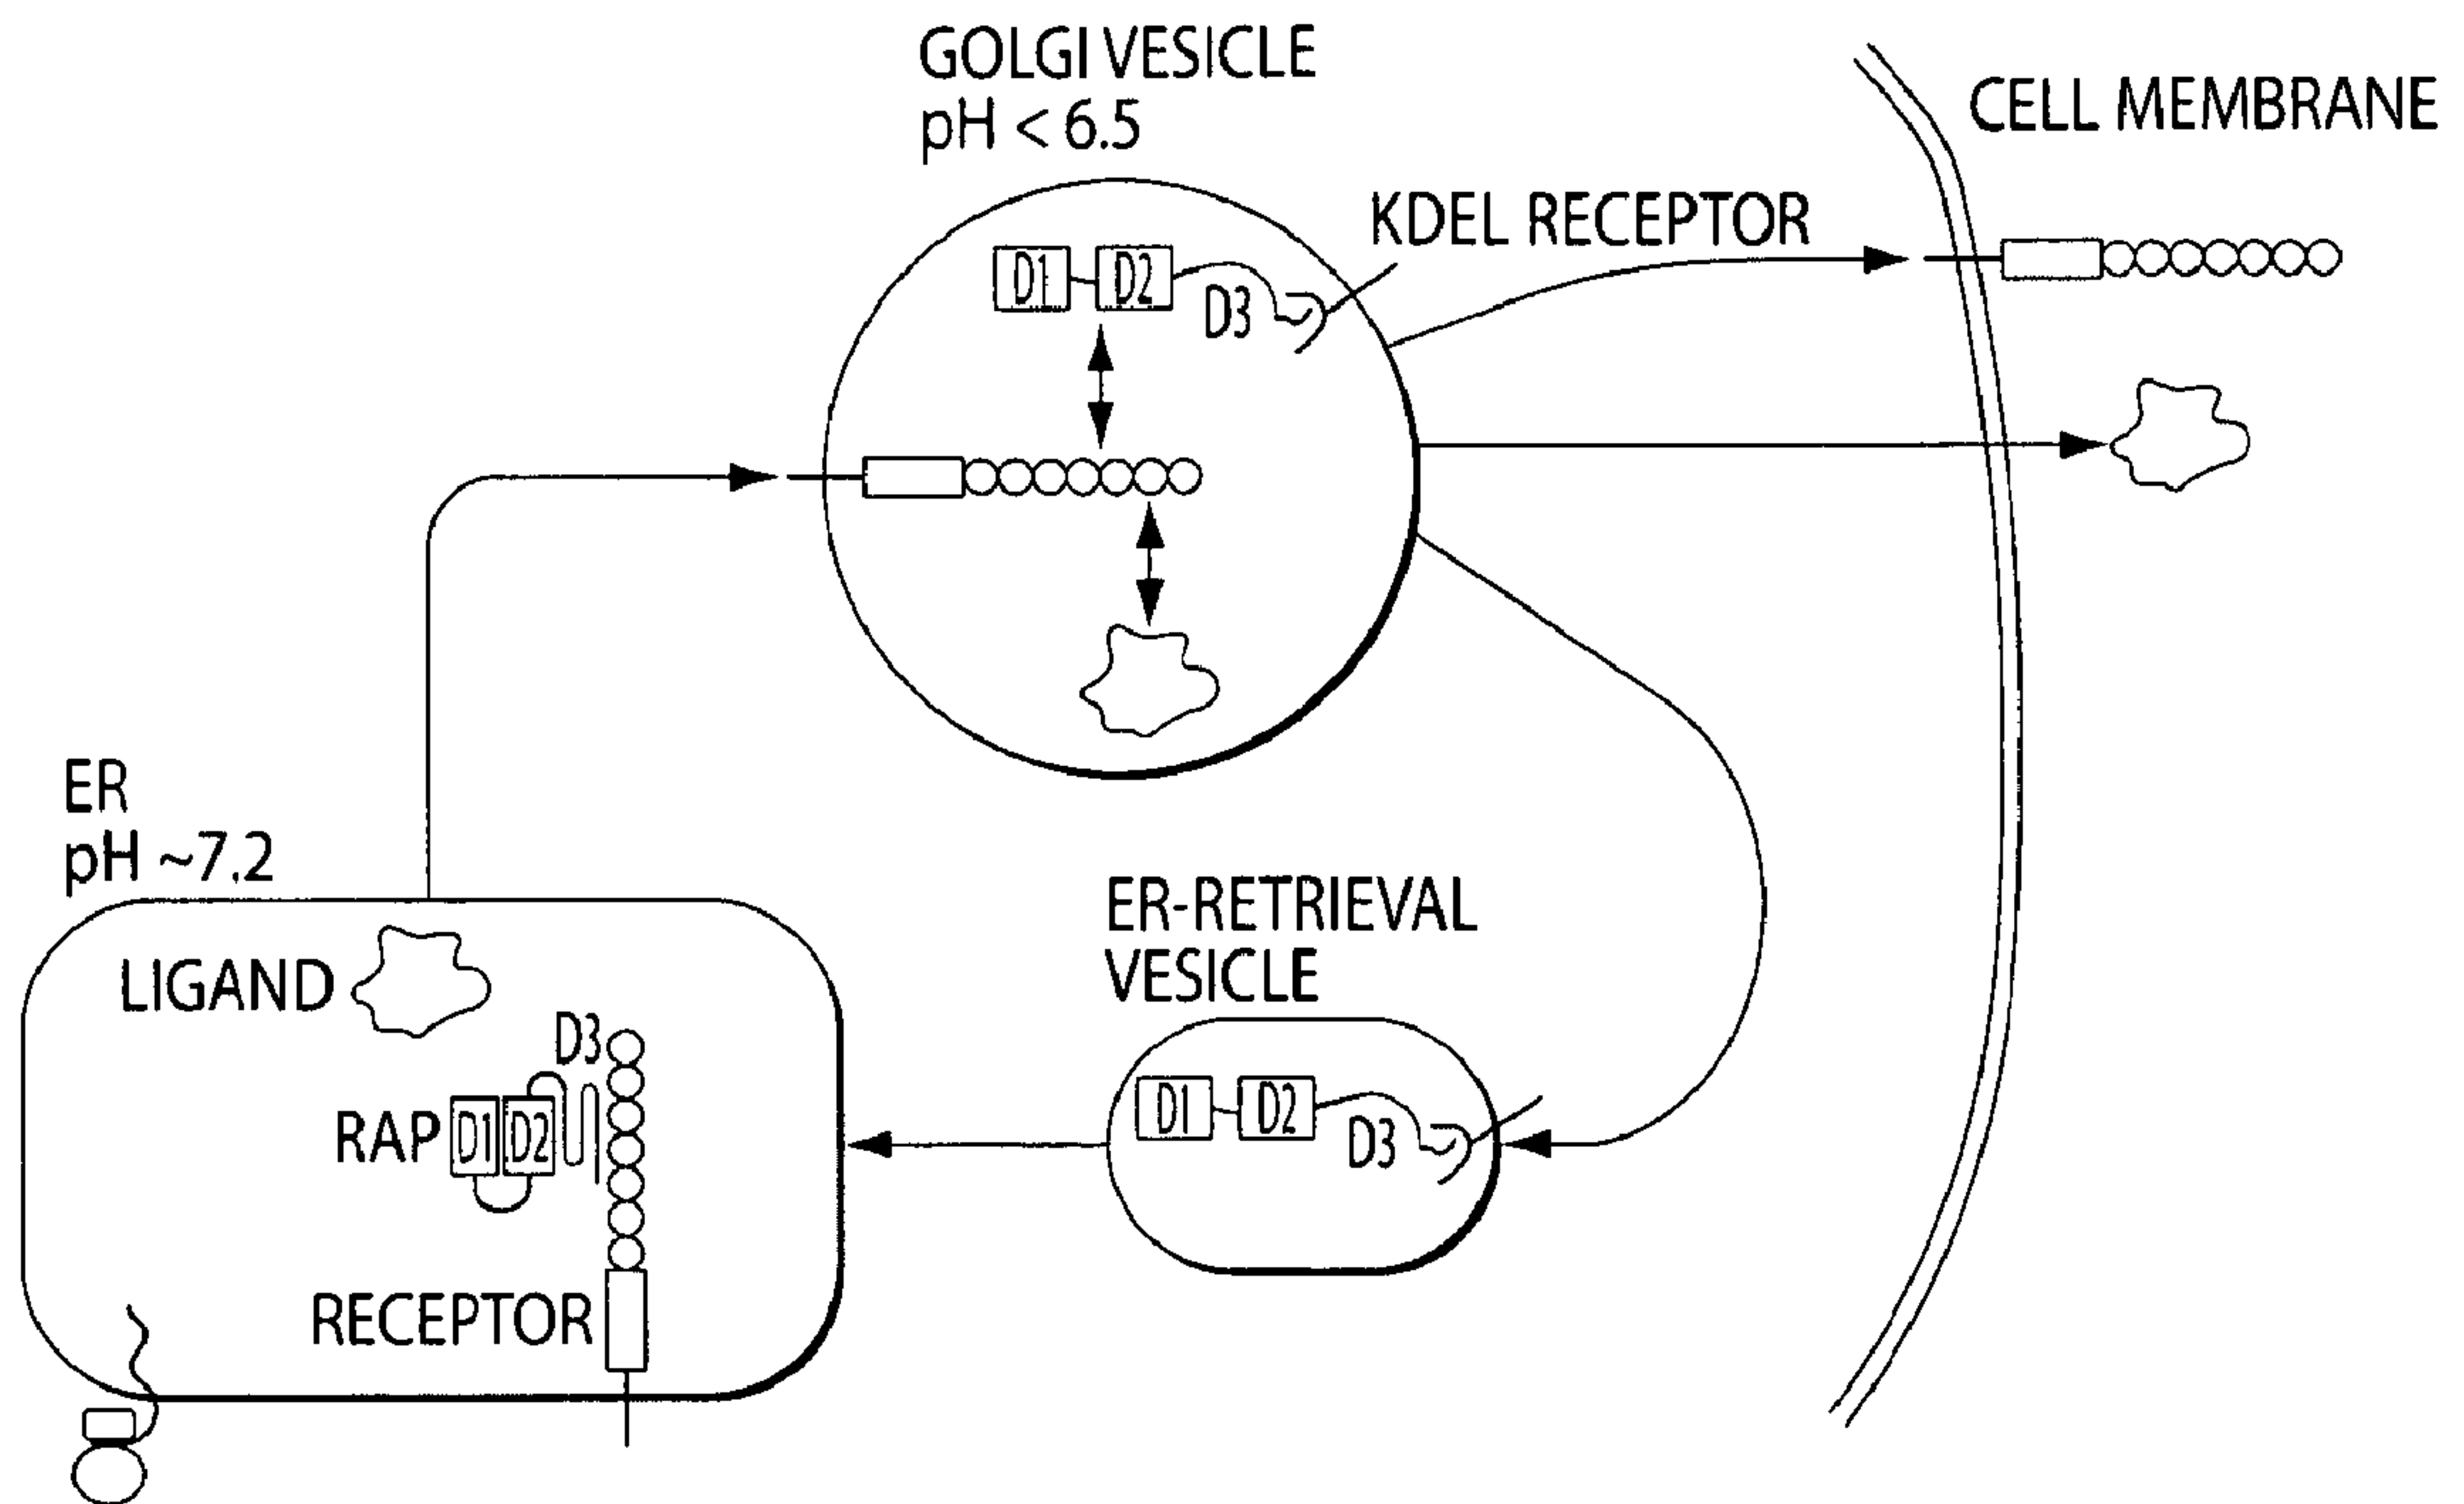 GOLGI VESICLE
pH < 6.5
CELL MEMBRANE
KDEL RECEPTOR
D1
D2
D3
ER
pH ~7.2
ER-RETRIEVAL
VESICLE
LIGAND
D3
RAP
D1
D2
D1
D2
D3
RECEPTOR